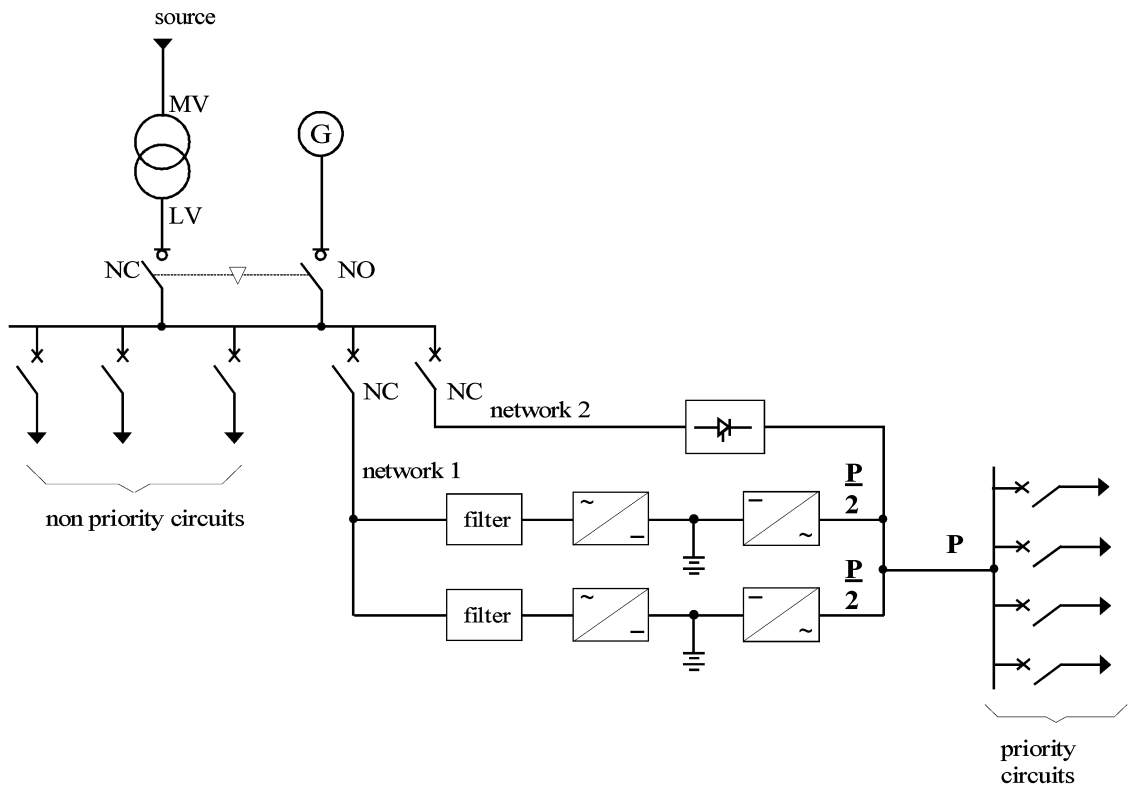 source
MV
G
LV
NC
NO
NC
NC
network 2
network 1
P
2
non priority circuits
filter
~
–
–
~
P
P
2
filter
~
–
–
~
priority
circuits